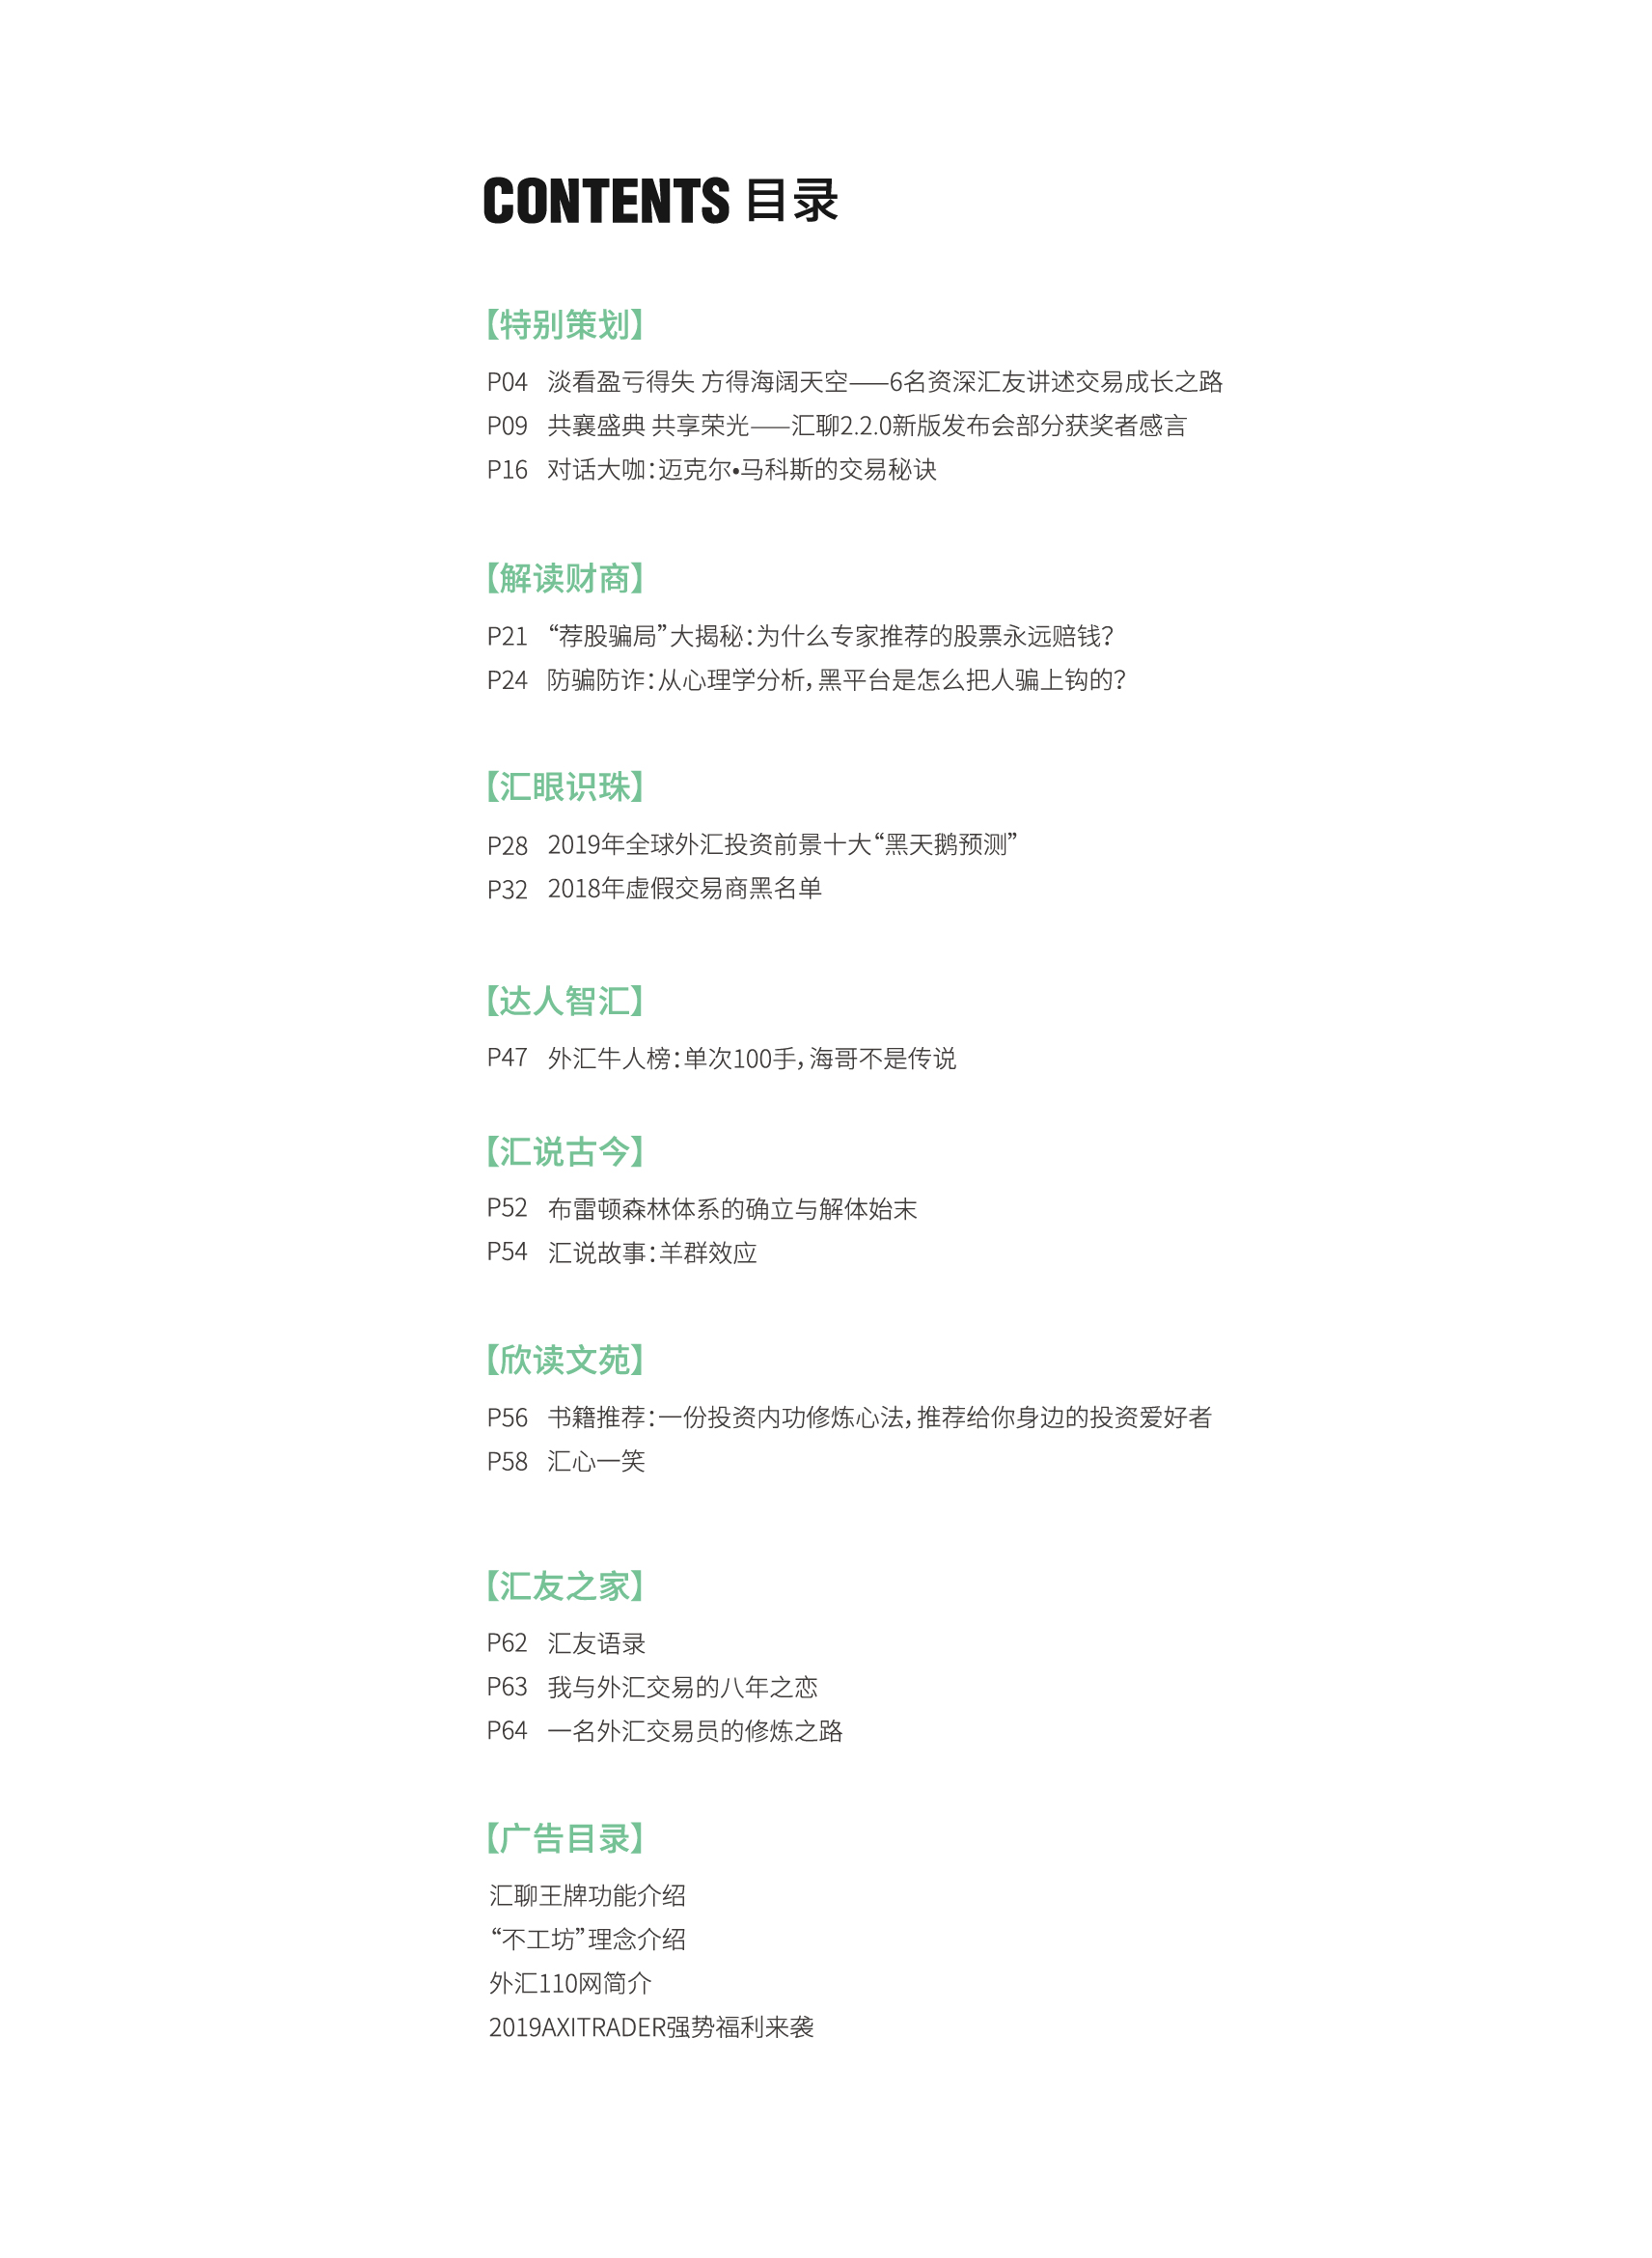 CONTENTS 目录
【特别策划】
P04 淡看盈亏得失 方得海阔天空——6名资深汇友讲述交易成长之路
P09 共襄盛典 共享荣光——汇聊2.2.0新版发布会部分获奖者感言
P16 对话大咖：迈克尔•马科斯的交易秘诀
【解读财商】
P21 “荐股骗局”大揭秘：为什么专家推荐的股票永远赔钱？
P24 防骗防诈：从心理学分析，黑平台是怎么把人骗上钩的？
【汇眼识珠】
P28 2019年全球外汇投资前景十大“黑天鹅预测”
P32 2018年虚假交易商黑名单
【达人智汇】
P47 外汇牛人榜：单次100手，海哥不是传说
【汇说古今】
P52 布雷顿森林体系的确立与解体始末
P54 汇说故事：羊群效应
【欣读文苑】
P56 书籍推荐：一份投资内功修炼心法，推荐给你身边的投资爱好者
P58 汇心一笑
【汇友之家】
P62 汇友语录
P63 我与外汇交易的八年之恋
P64 一名外汇交易员的修炼之路
【广告目录】
汇聊王牌功能介绍
“不工坊”理念介绍
外汇110网简介
2019AXITRADER强势福利来袭